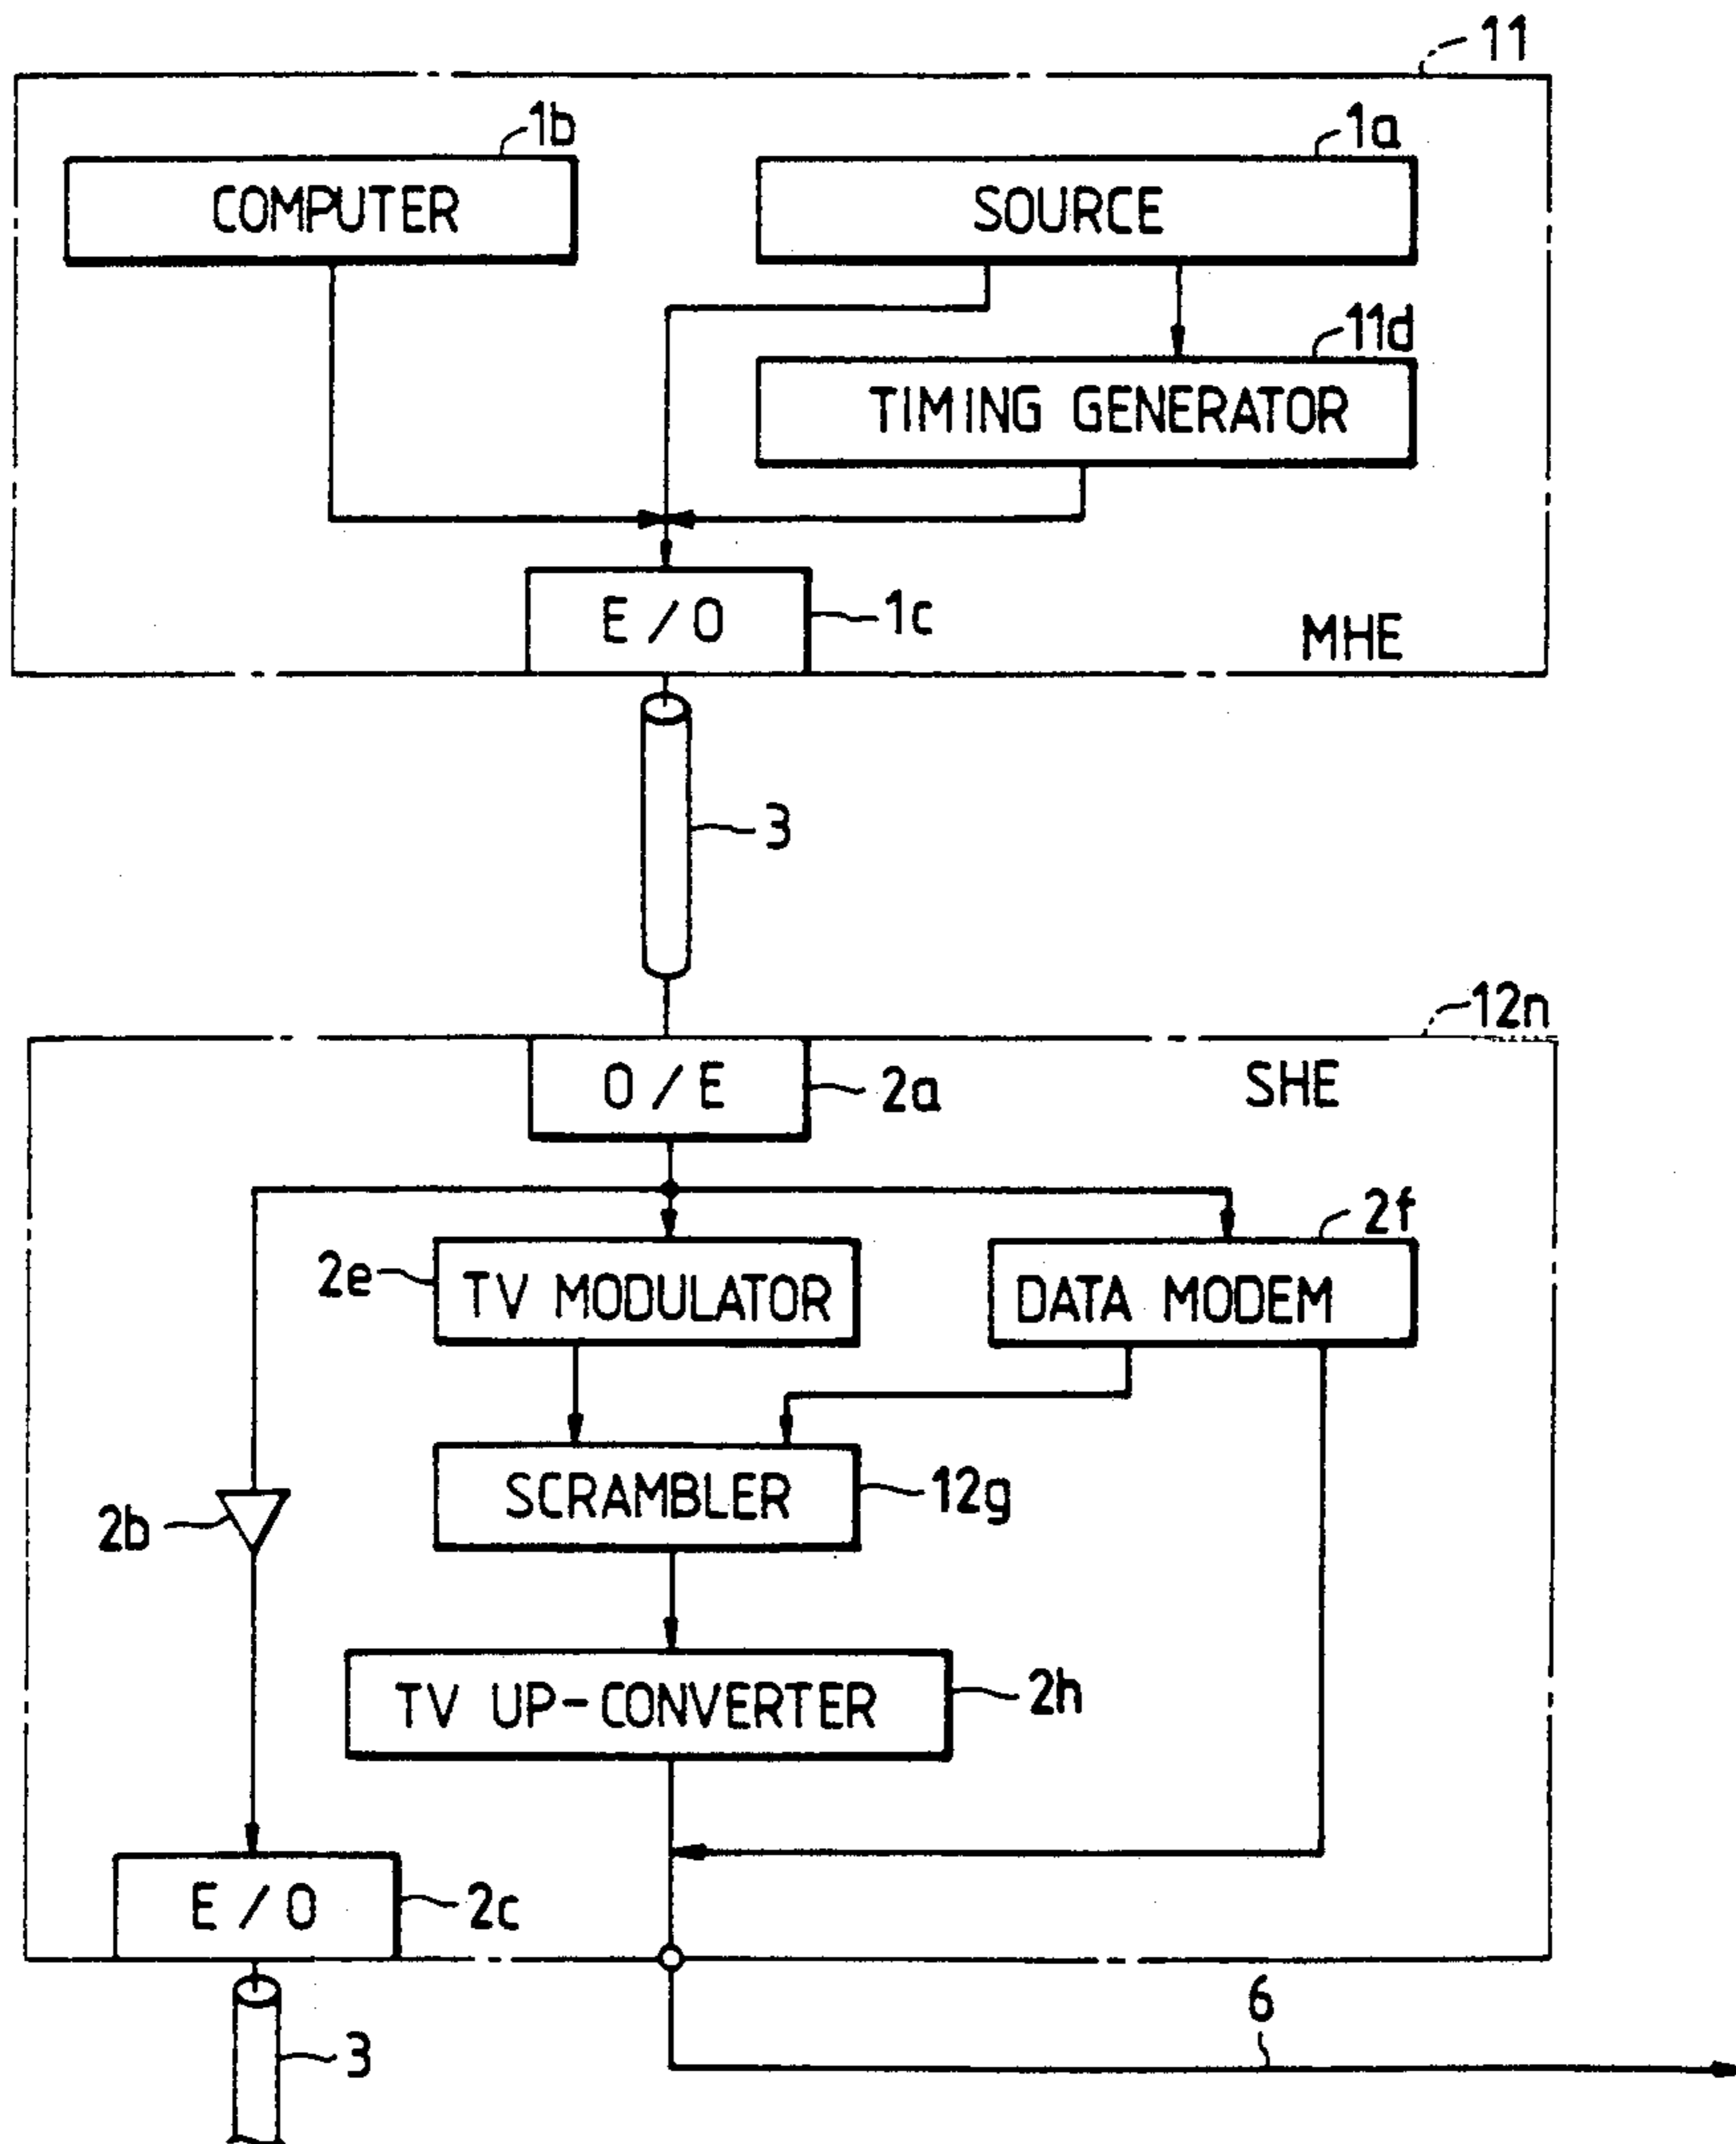 11
1b
1a
COMPUTER
SOURCE
11d
TIMING GENERATOR
E / O
1c
MHE
3
12n
O / E
2a
SHE
2f
2e
TV MODULATOR
DATA MODEM
SCRAMBLER
12g
2b
TV UP-CONVERTER
2h
E / O
2c
6
3